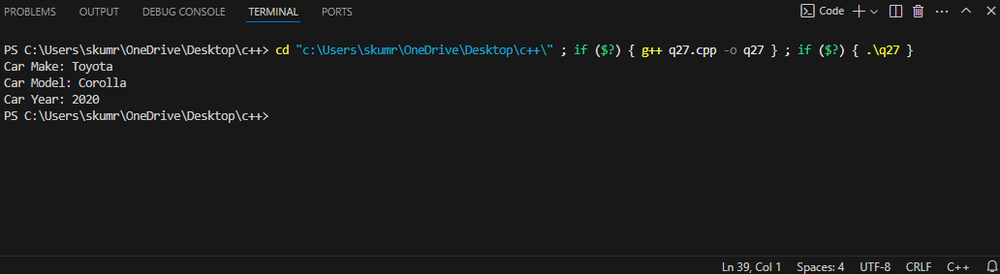 PROBLEMS OUTPUT DEBUG CONSOLE TERMINAL PORTS Code
PS C:\Users\skumr\OneDrive\Desktop\c++> cd "c:\Users\skumr\OneDrive\Desktop\c++\" ; if ($?) { g++ q27.cpp -o q27 } ; if ($?) { .\q27 }
Car Make: Toyota
Car Model: Corolla
Car Year: 2020
PS C:\Users\skumr\OneDrive\Desktop\c++>
Ln 39, Col 1 Spaces: 4 UTF-8 CRLF C++